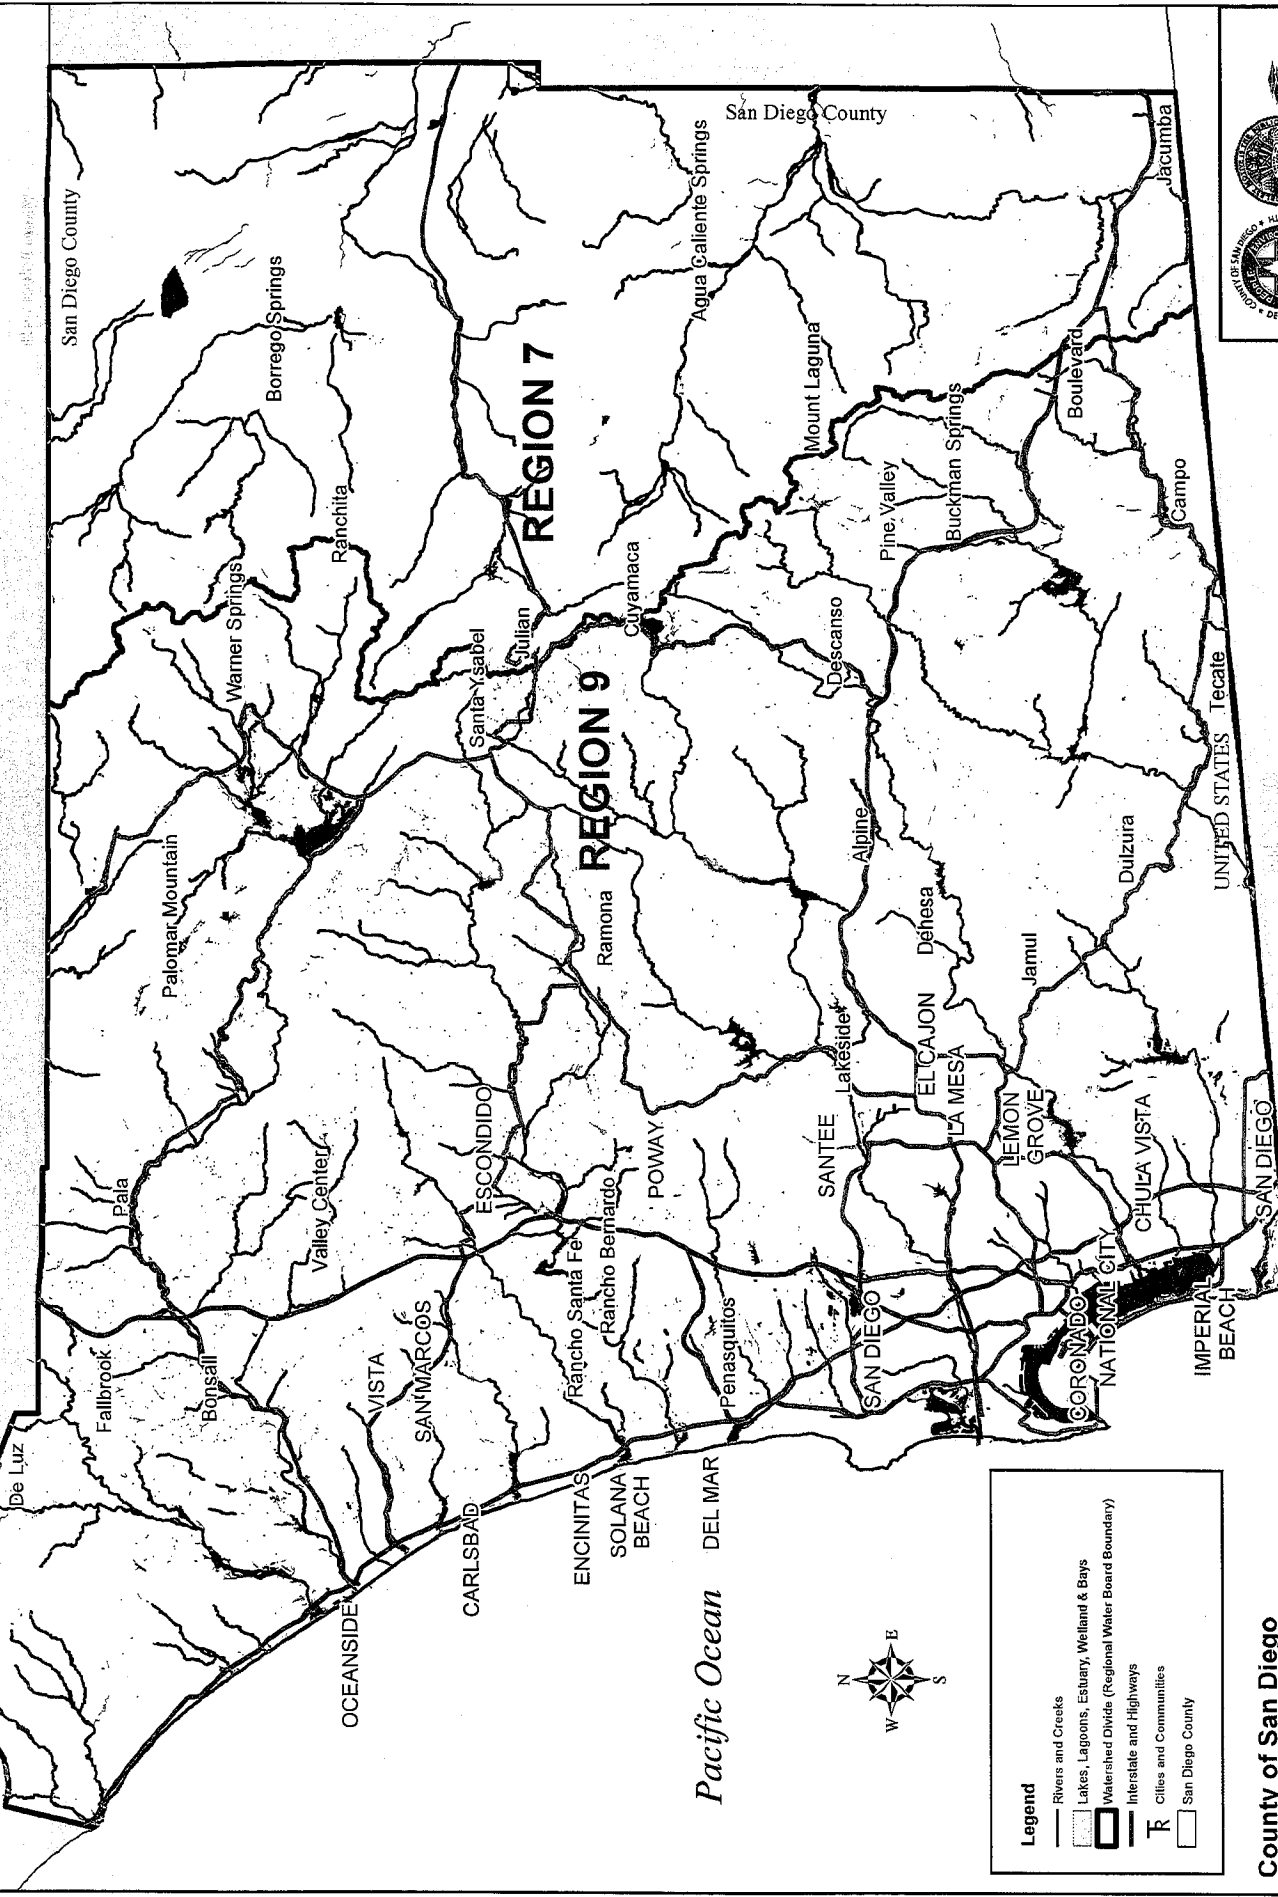 San Diego County
San Diego County
De Luz
Fallbrook
Pala
Palomar Mountain
Warner Springs
Borrego Springs
Ranchita
Bonsall
Valley Center
OCEANSIDE
VISTA
SAN MARCOS
ESCONDIDO
CARLSBAD
Santa Ysabel
Julian
REGION 7
REGION 9
Ramona
Cuyamaca
ENCINITAS
Rancho Santa Fe
Rancho Bernardo
SOLANA
BEACH
POWAY
DEL MAR
Penasquitos
Agua Caliente Springs
Mount Laguna
Pacific Ocean
SANTEE
Lakeside
Descanso
Alpine
Pine Valley
SAN DIEGO
EL CAJON
Dehesa
LA MESA
Buckman Springs
LEMON
GROVE
Jamul
CORONADO
NATIONAL CITY
Boulevard
CHULA VISTA
Dulzura
Campo
Jacumba
IMPERIAL
BEACH
Tecate
UNITED STATES
SAN DIEGO
N
E
S
W
Legend
Rivers and Creeks
Lakes, Lagoons, Estuary, Wetland & Bays
Watershed Divide (Regional Water Board Boundary)
Interstate and Highways
Cities and Communities
San Diego County
COUNTY OF SAN DIEGO
County of San Diego